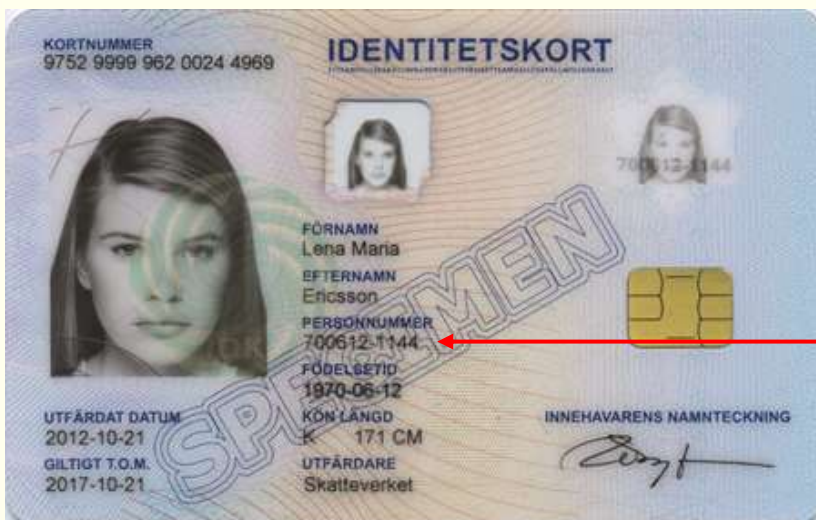 KORTNUMMER
9752 9999 962 0024 4969
IDENTITETSKORT
700612-1144
FÖRNAMN
Lena Maria
EFTERNAMN
Ericsson
PERSONNUMMER
700612-1144
FÖDELSETID
1970-06-12
UTFÄRDAT DATUM
2012-10-21
KÖN LÄNGD
K 171 CM
INNEHAVARENS NAMNTECKNING
GILTIGT T.O.M.
2017-10-21
UTFÄRDARE
Skatteverket
SPECIMEN